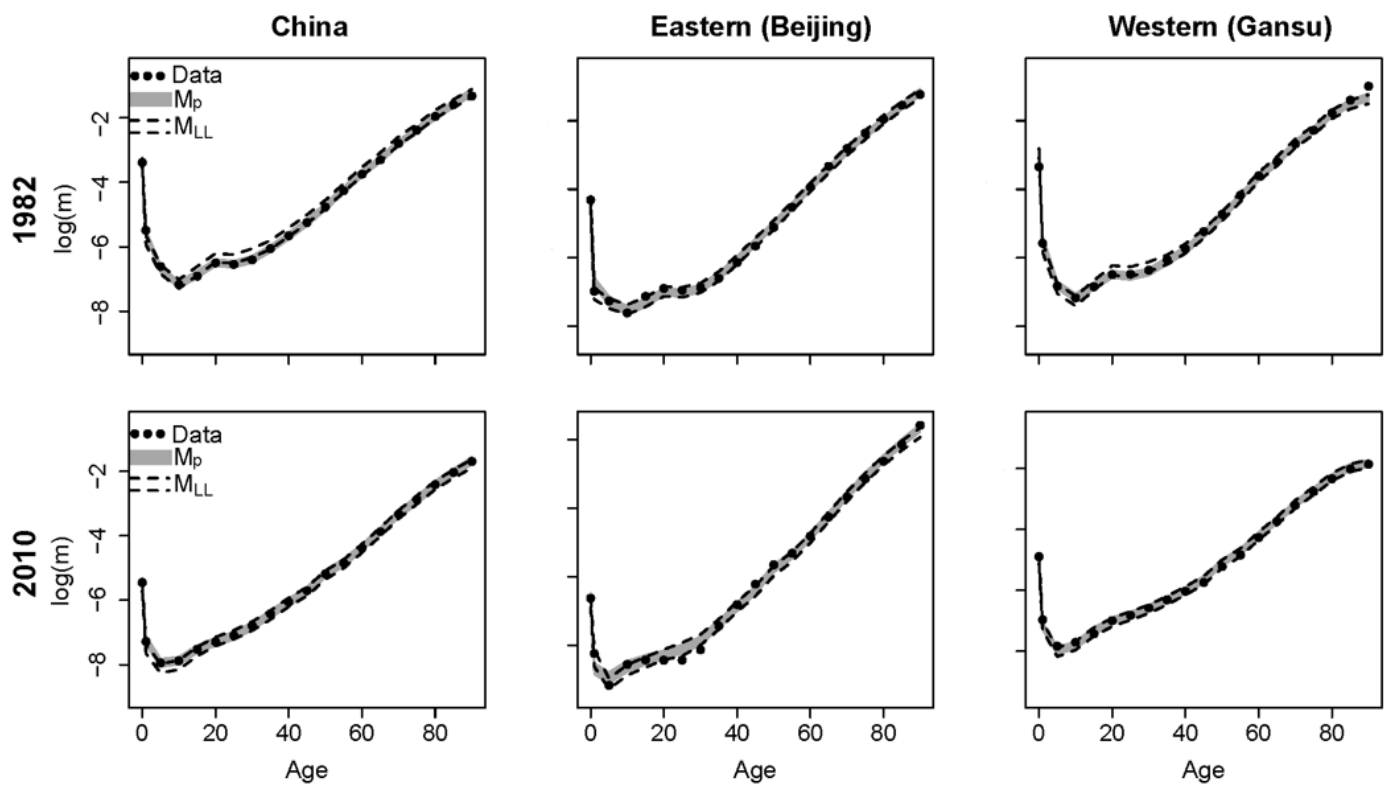 China
Eastern (Beijing)
Western (Gansu)
1982
log(m)
-2
-4
-6
-8
Data
Mp
MLL
2010
log(m)
-2
-4
-6
-8
Data
Mp
MLL
0 20 40 60 80
0 20 40 60 80
0 20 40 60 80
Age
Age
Age